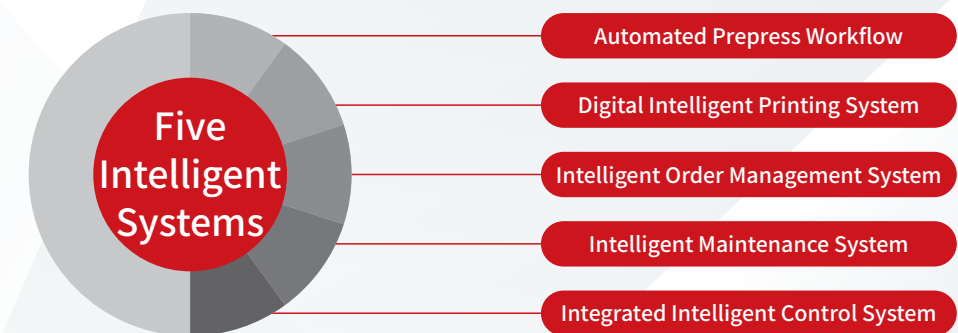 Five
Intelligent
Systems
Automated Prepress Workflow
Digital Intelligent Printing System
Intelligent Order Management System
Intelligent Maintenance System
Integrated Intelligent Control System